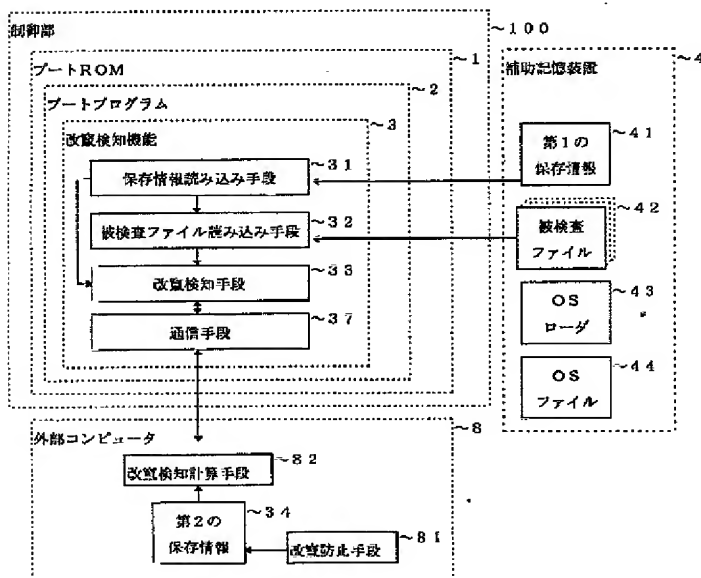 制御部
～100
ブートROM
～1
ブートプログラム
～2
改竄検知機能
～3
保存情報読み込み手段
～31
被検査ファイル読み込み手段
～32
改竄検知手段
～33
通信手段
～37
補助記憶装置
～4
第1の
保存情報
～41
被検査
ファイル
～42
OS
ローダ
～43
OS
ファイル
～44
外部コンピュータ
～8
改竄検知計算手段
～82
第2の
保存情報
～34
改竄防止手段
～81